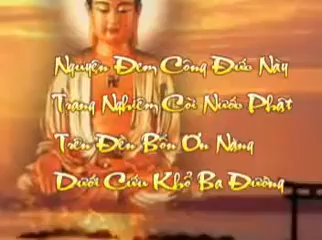 Nguyện Đem Công Đức Này
Trang Nghiêm Cõi Nước Phật
Trên Đền Bốn Ơn Nặng
Dưới Cứu Khổ Ba Đường